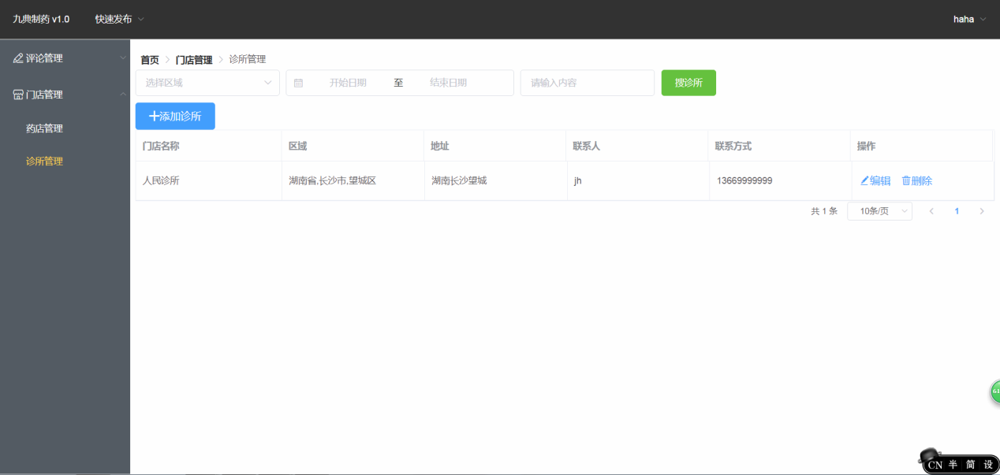 九典制药 v1.0 快速发布 haha
评论管理
首页 > 门店管理 > 诊所管理
选择区域 开始日期 至 结束日期 请输入内容 搜诊所
门店管理
+添加诊所
药店管理
门店名称 区域 地址 联系人 联系方式 操作
诊所管理
人民诊所 湖南省,长沙市,望城区 湖南长沙望城 jh 13669999999 编辑 删除
共 1 条 10条/页 < 1 >
61
CN 半 简 设